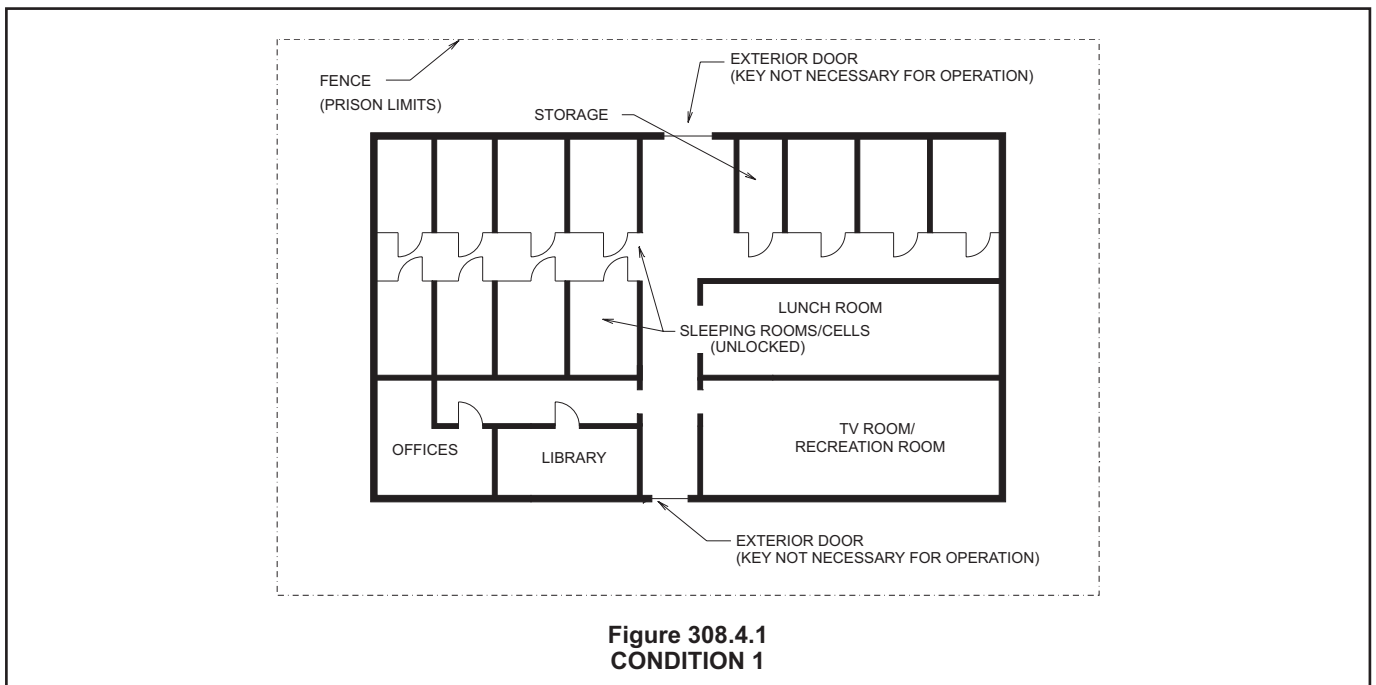 EXTERIOR DOOR
(KEY NOT NECESSARY FOR OPERATION)
FENCE
(PRISON LIMITS)
STORAGE
LUNCH ROOM
SLEEPING ROOMS/CELLS
(UNLOCKED)
TV ROOM/
RECREATION ROOM
OFFICES
LIBRARY
EXTERIOR DOOR
(KEY NOT NECESSARY FOR OPERATION)
Figure 308.4.1
CONDITION 1